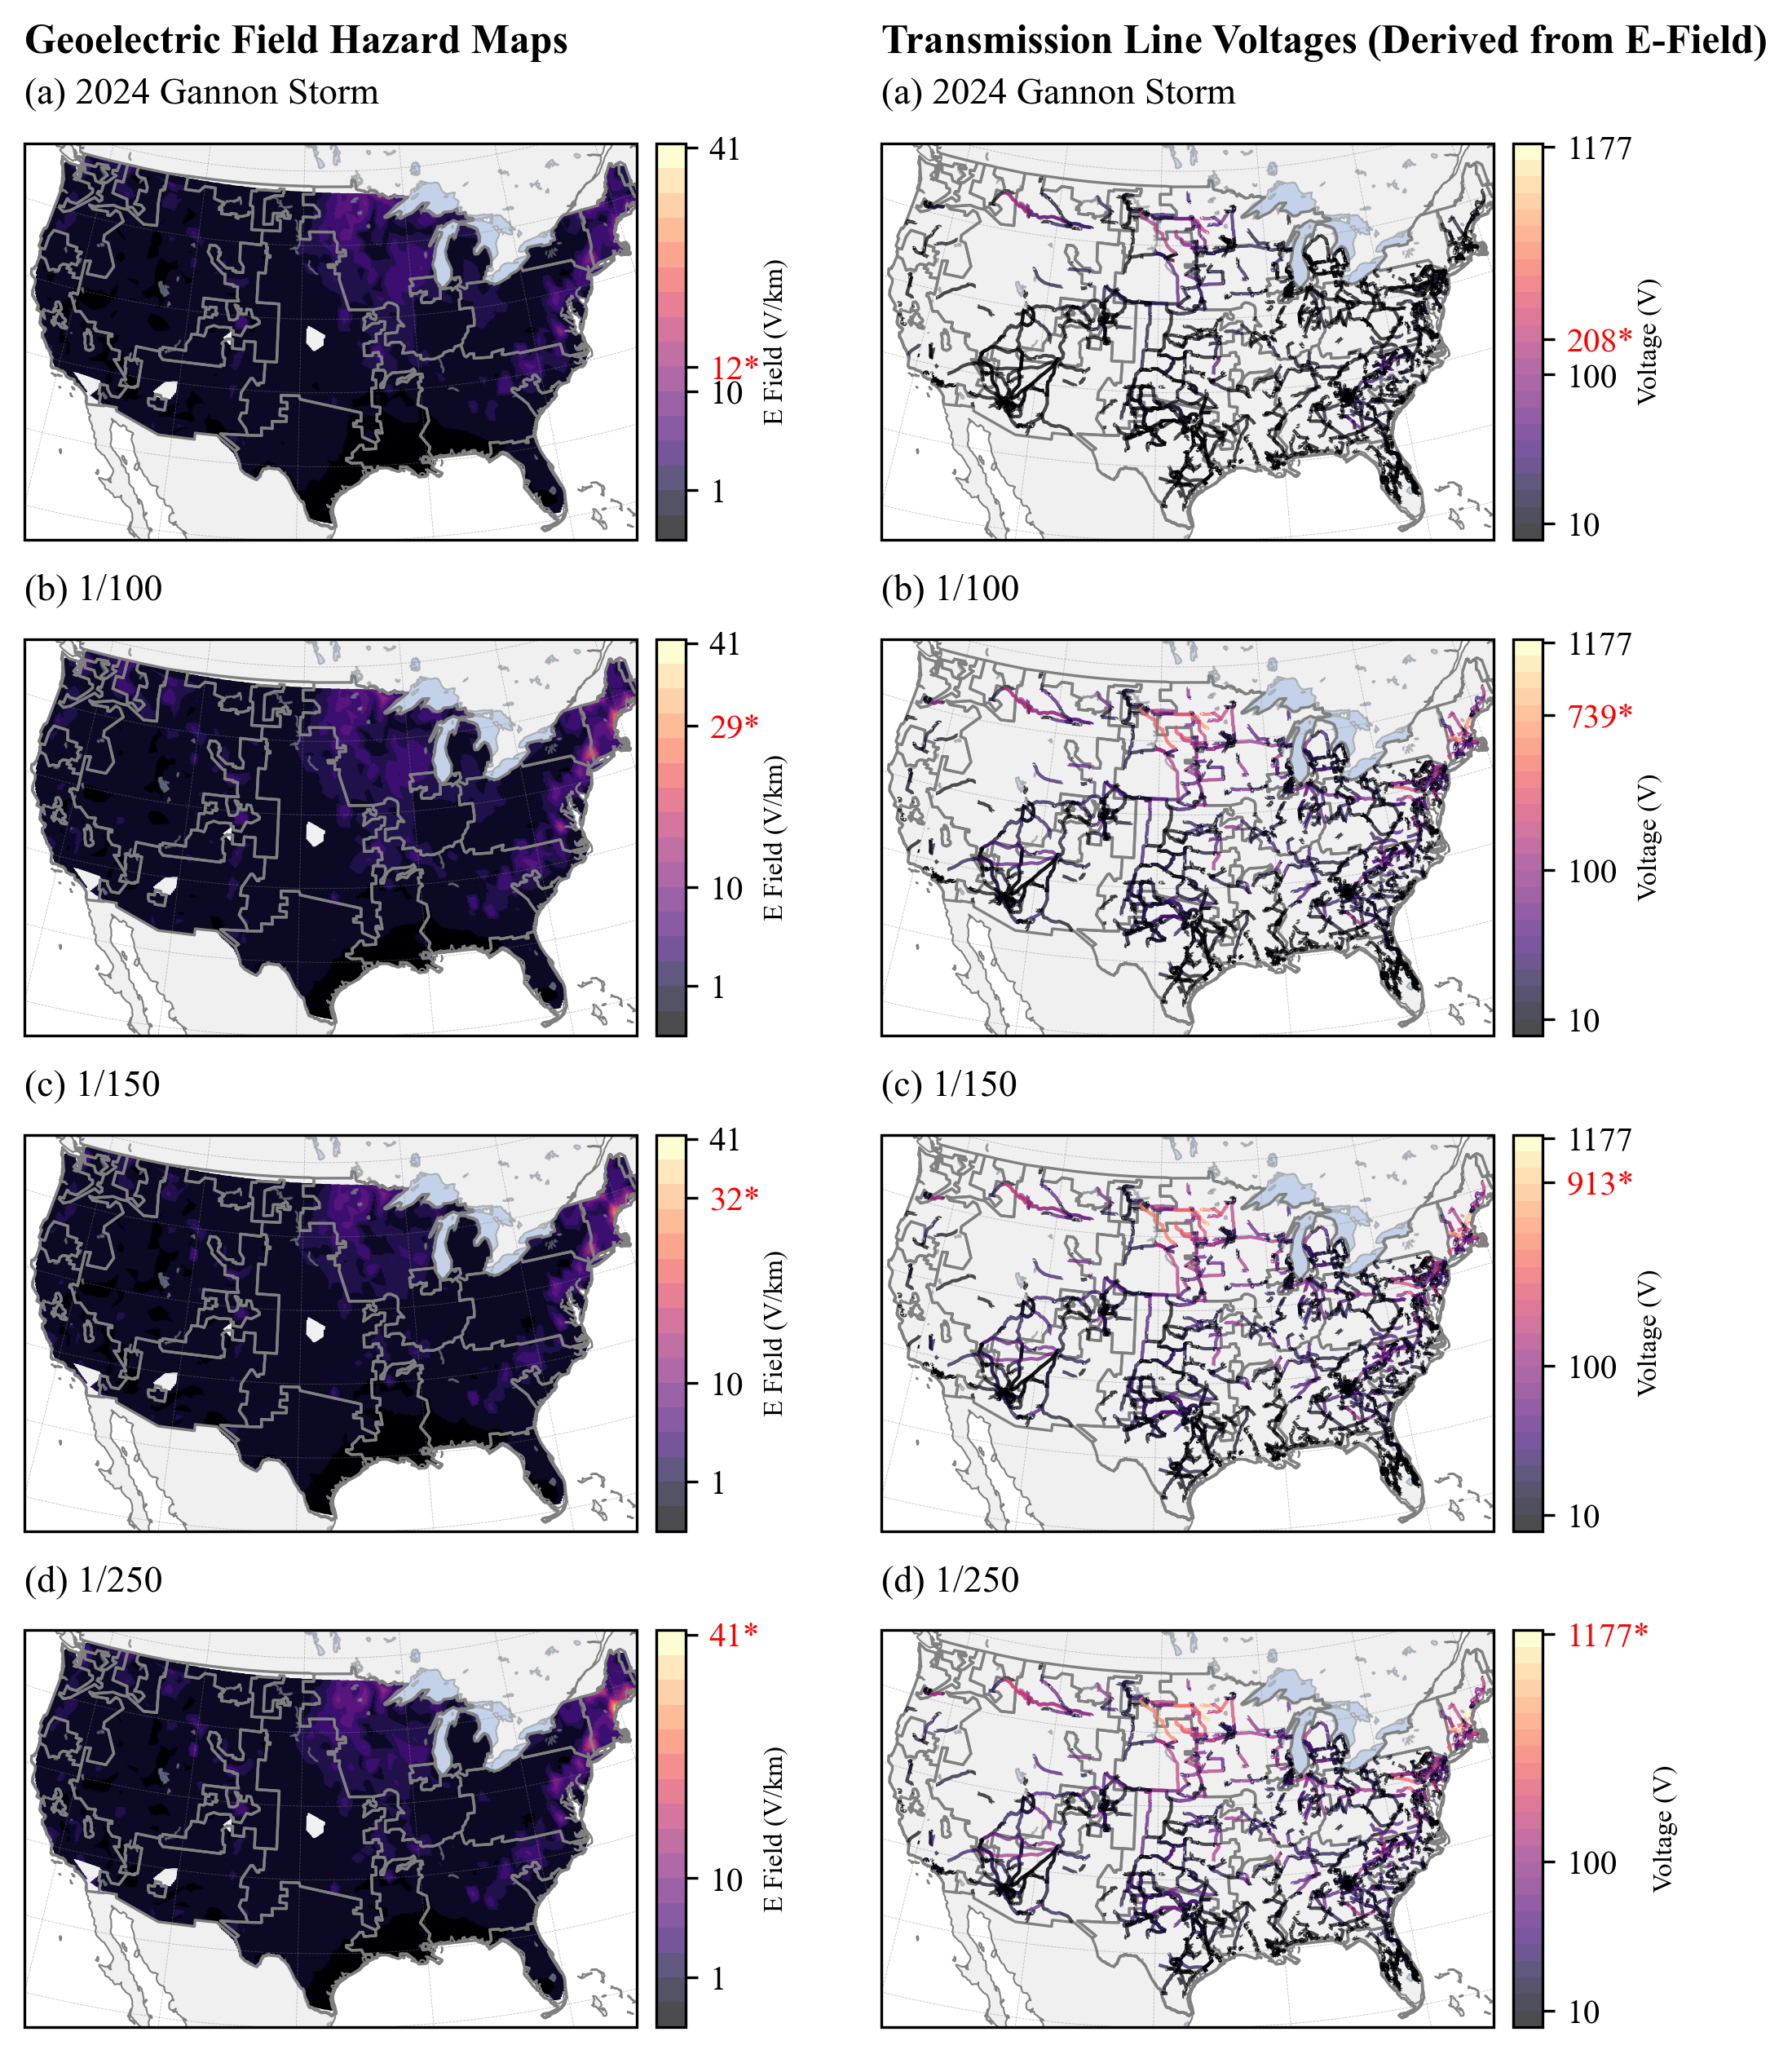 Geoelectric Field Hazard Maps
Transmission Line Voltages (Derived from E-Field)
(a) 2024 Gannon Storm
41
12*
10
1
E Field (V/km)
(a) 2024 Gannon Storm
1177
208*
100
10
Voltage (V)
(b) 1/100
41
29*
10
1
E Field (V/km)
(b) 1/100
1177
739*
100
10
Voltage (V)
(c) 1/150
41
32*
10
1
E Field (V/km)
(c) 1/150
1177
913*
100
10
Voltage (V)
(d) 1/250
41*
10
1
E Field (V/km)
(d) 1/250
1177*
100
10
Voltage (V)